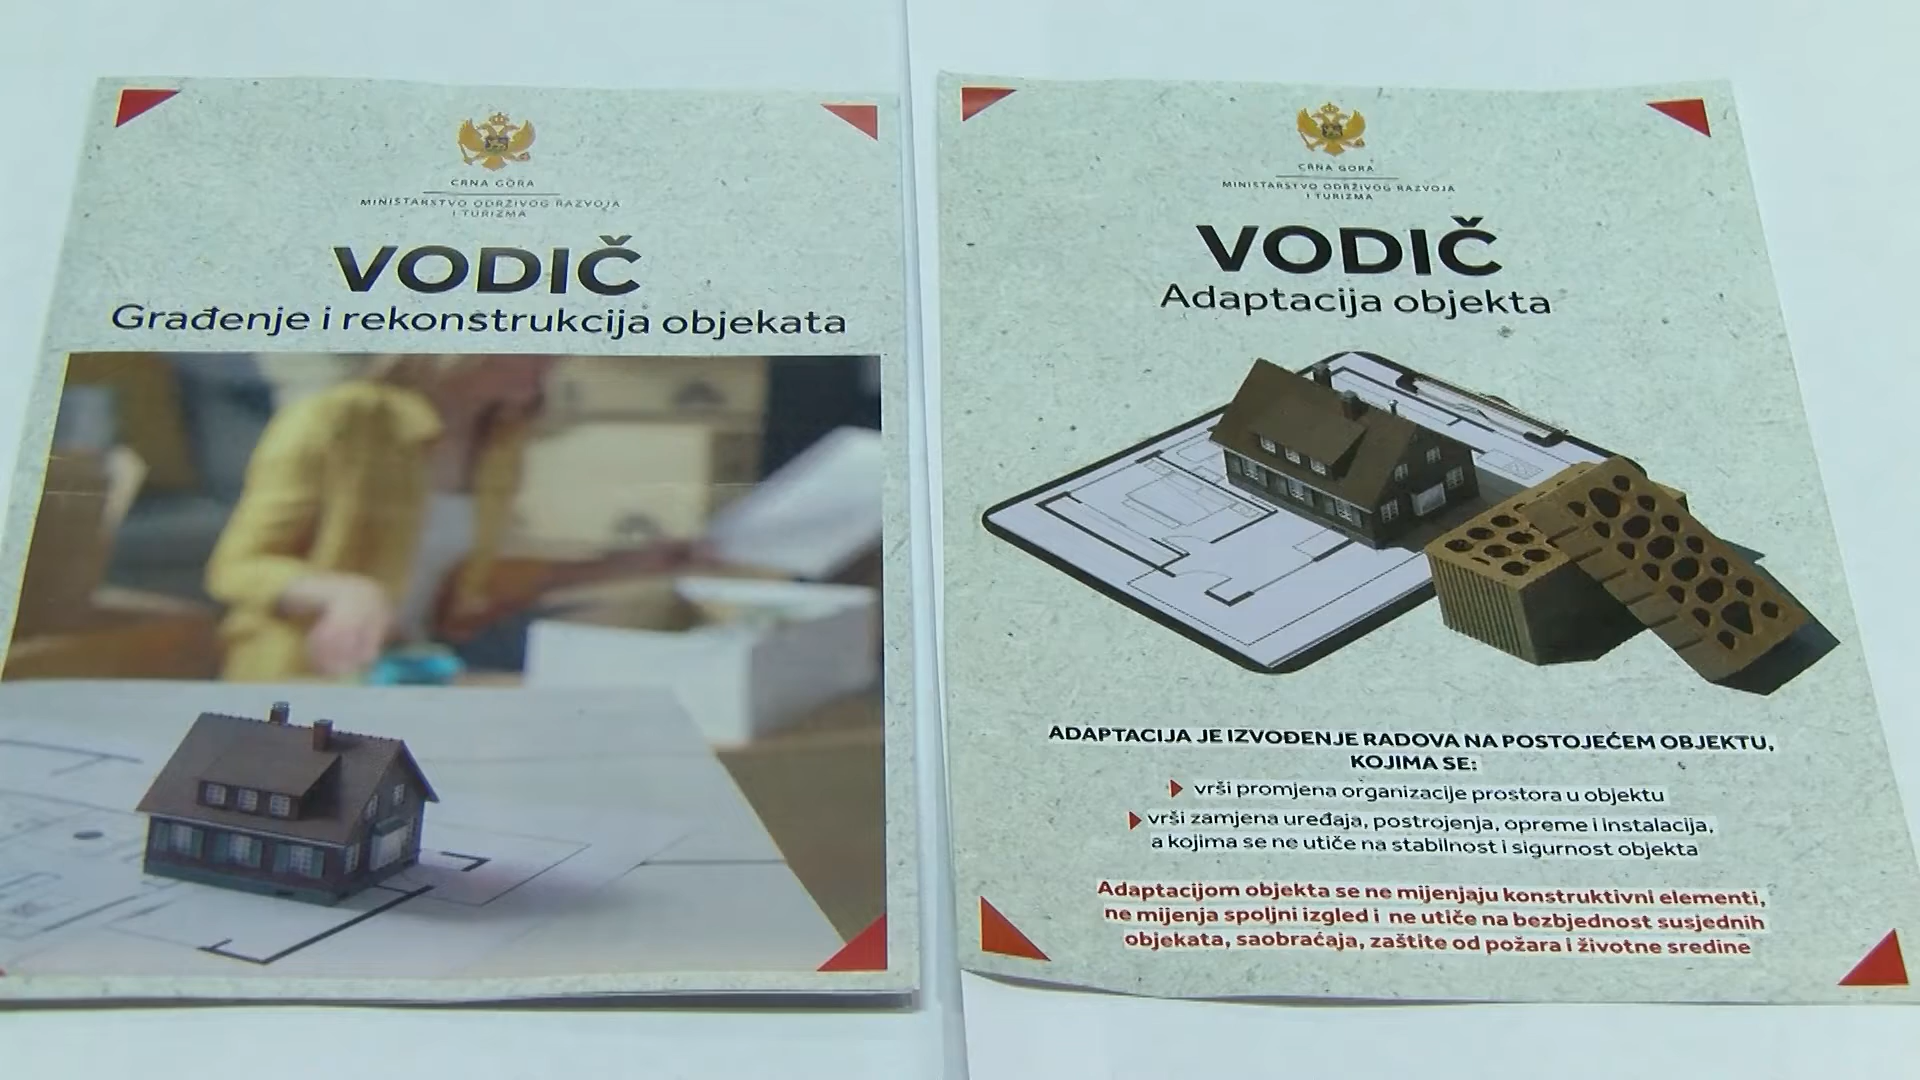 CRNA GORA
MINISTARSTVO ODRŽIVOG RAZVOJA
I TURIZMA
VODIČ
Građenje i rekonstrukcija objekata
CRNA GORA
MINISTARSTVO ODRŽIVOG RAZVOJA
I TURIZMA
VODIČ
Adaptacija objekta
ADAPTACIJA JE IZVOĐENJE RADOVA NA POSTOJEĆEM OBJEKTU,
KOJIMA SE:
vrši promjena organizacije prostora u objektu
vrši zamjena uređaja, postrojenja, opreme i instalacija,
a kojima se ne utiče na stabilnost i sigurnost objekta
Adaptacijom objekta se ne mijenjaju konstruktivni elementi,
ne mijenja spoljni izgled i ne utiče na bezbjednost susjednih
objekata, saobraćaja, zaštite od požara i životne sredine